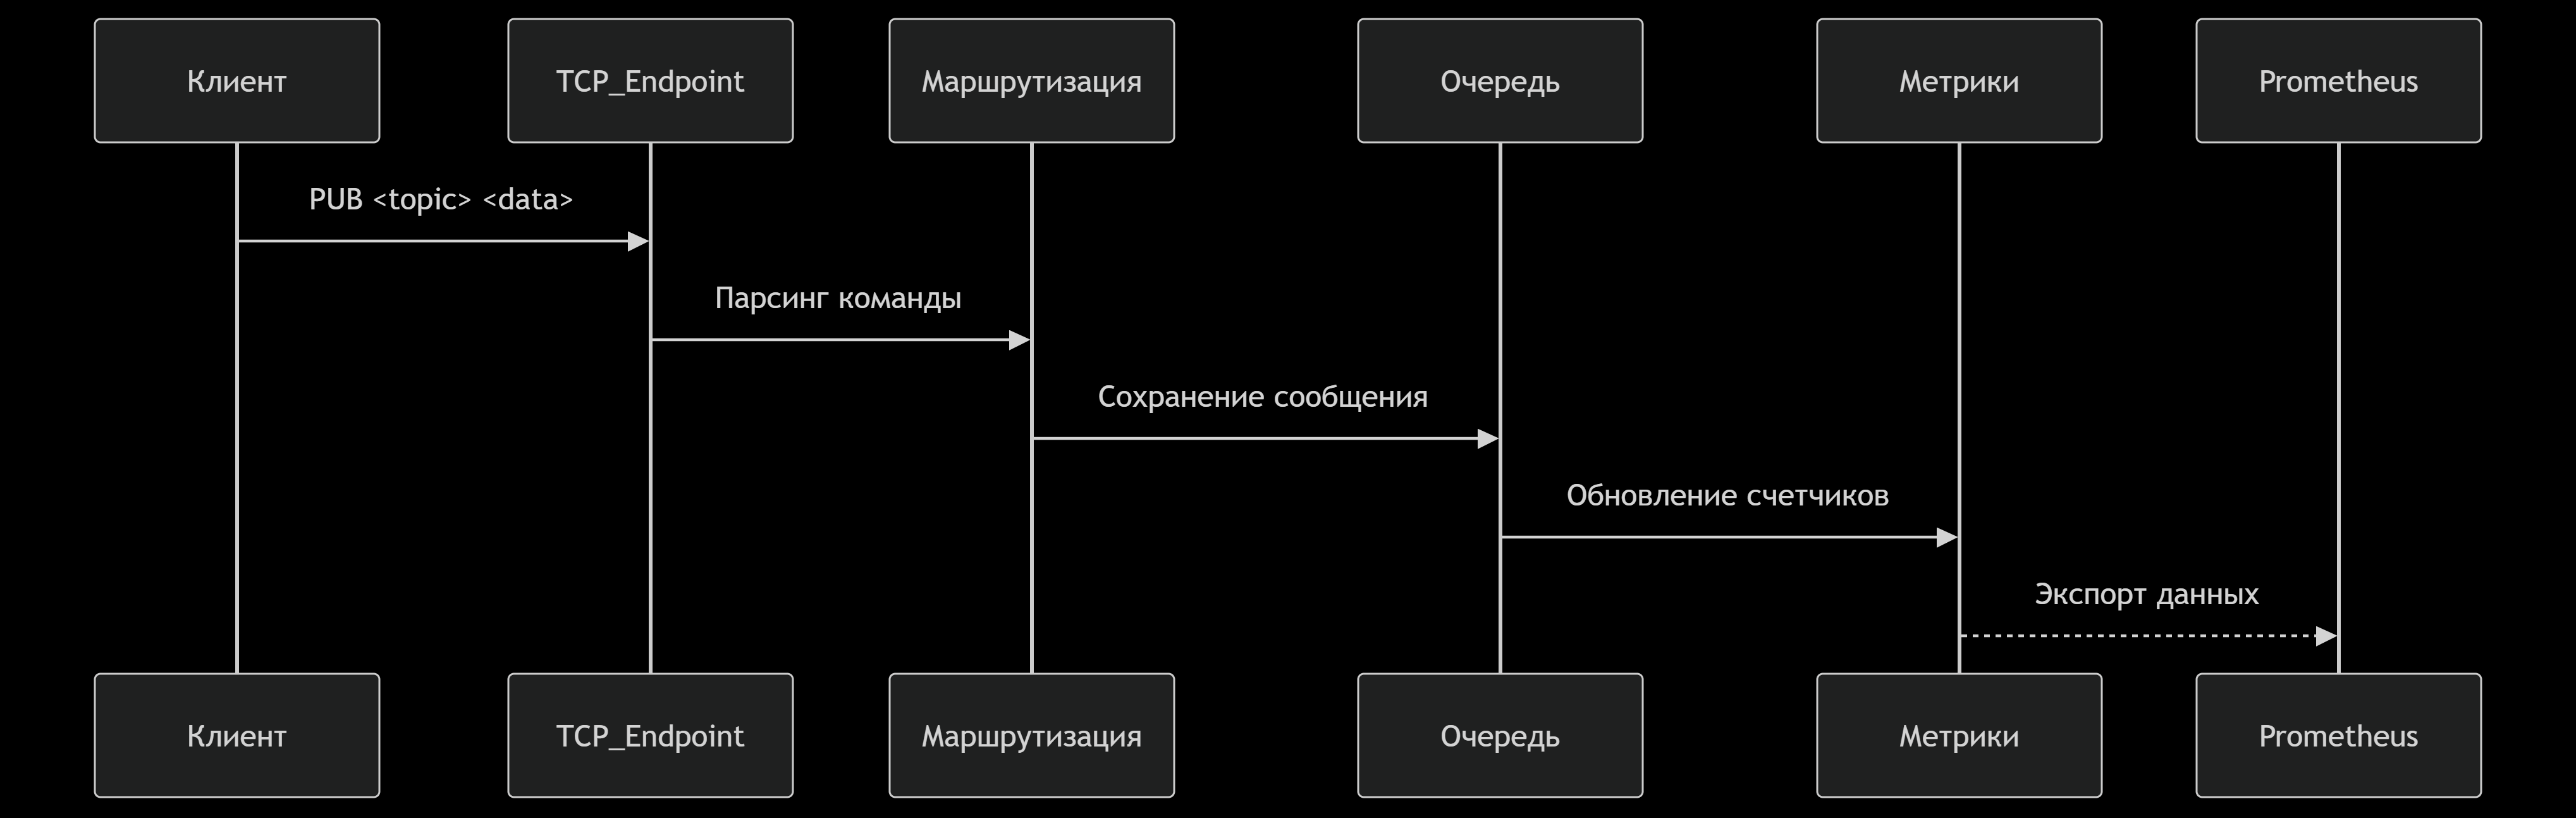 Клиент
TCP_Endpoint
Маршрутизация
Очередь
Метрики
Prometheus
PUB <topic> <data>
Парсинг команды
Сохранение сообщения
Обновление счетчиков
Экспорт данных
Клиент
TCP_Endpoint
Маршрутизация
Очередь
Метрики
Prometheus